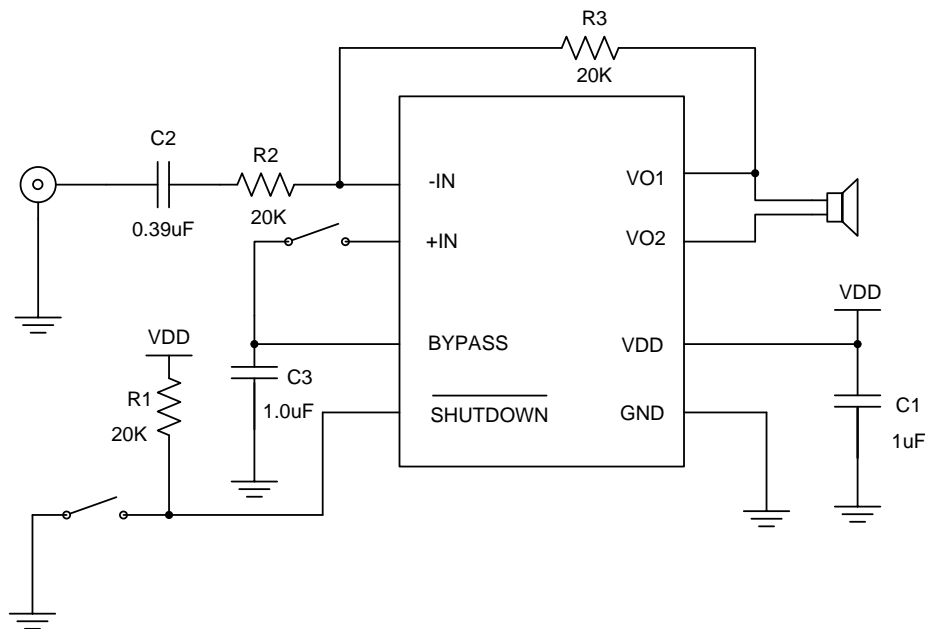 R3
20K
C2
0.39uF
R2
20K
-IN
VO1
+IN
VO2
VDD
VDD
BYPASS
VDD
C3
1.0uF
R1
20K
SHUTDOWN
GND
C1
1uF